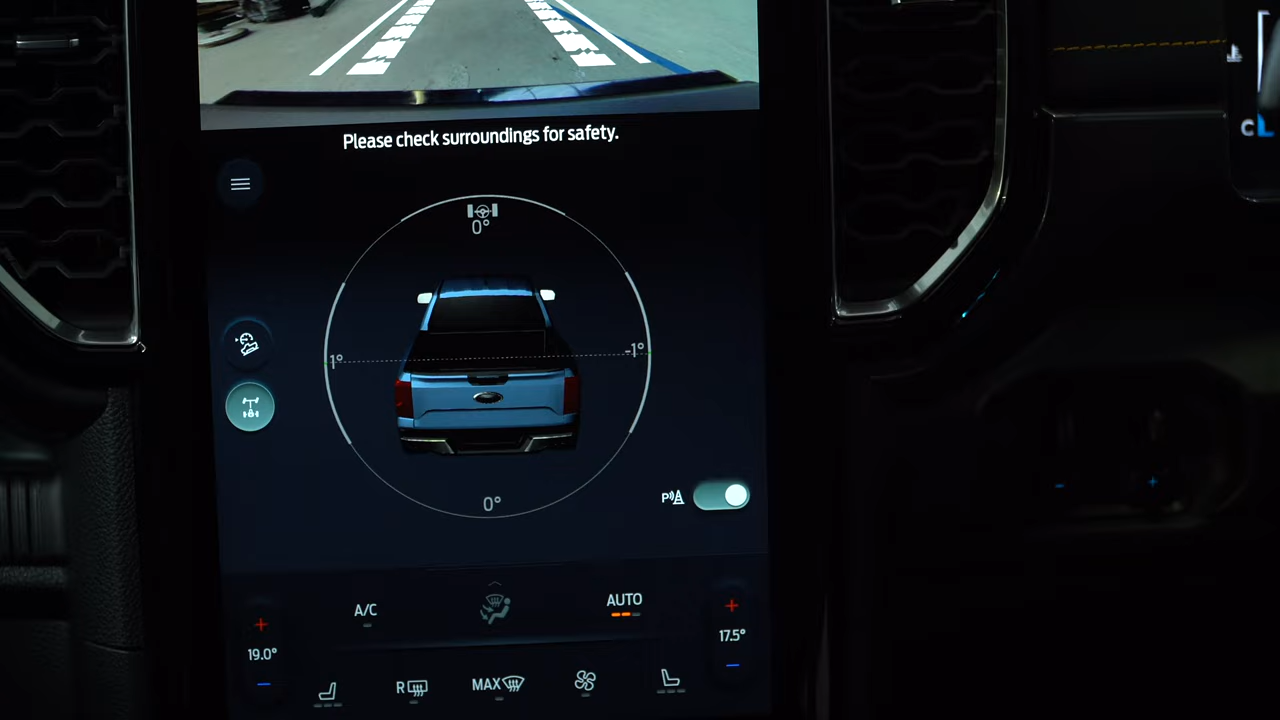 Please check surroundings for safety.
0°
1°
-1°
0°
P
A/C
AUTO
19.0°
17.5°
R
MAX
C